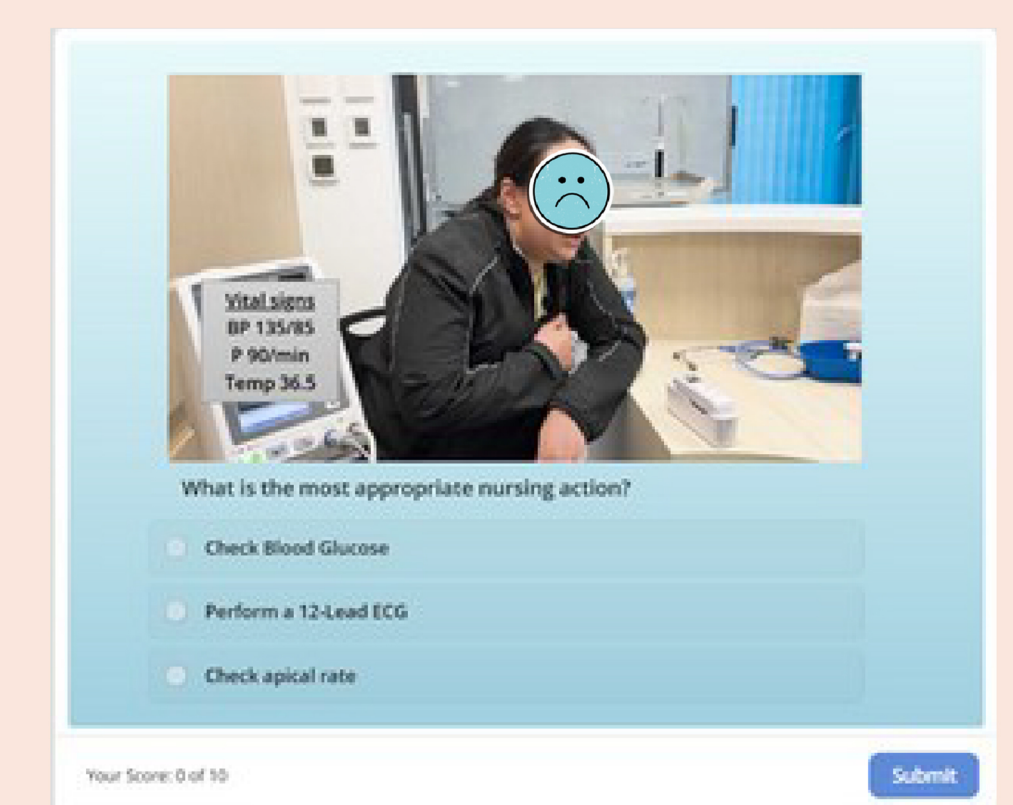 Vital signs
BP 135/85
P 90/min
Temp 36.5
What is the most appropriate nursing action?
Check Blood Glucose
Perform a 12-Lead ECG
Check apical rate
Your Score: 0 of 10
Submit